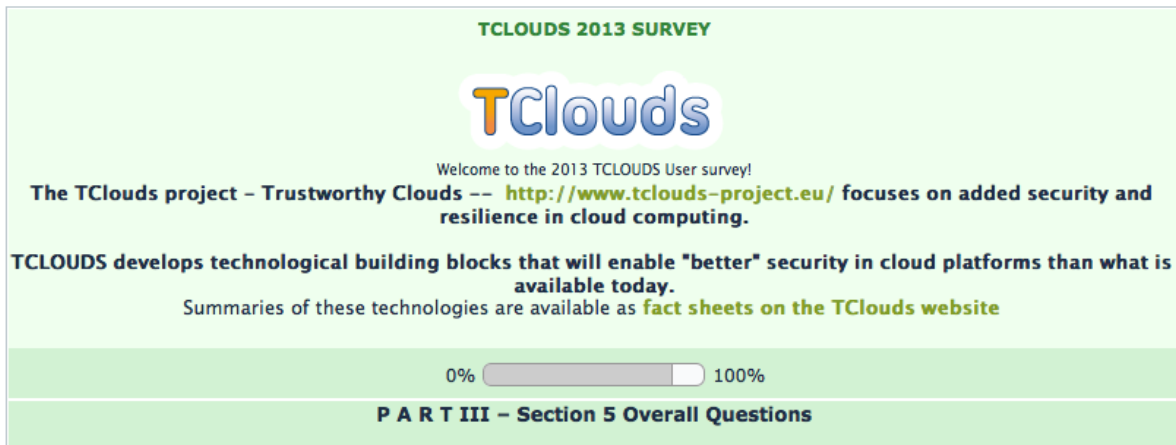 TCLOUDS 2013 SURVEY
TClouds
Welcome to the 2013 TCLOUDS User survey!
The TClouds project – Trustworthy Clouds -- http://www.tclouds-project.eu/ focuses on added security and
resilience in cloud computing.
TCLOUDS develops technological building blocks that will enable "better" security in cloud platforms than what is
available today.
Summaries of these technologies are available as fact sheets on the TClouds website
0% 100%
P A R T III – Section 5 Overall Questions